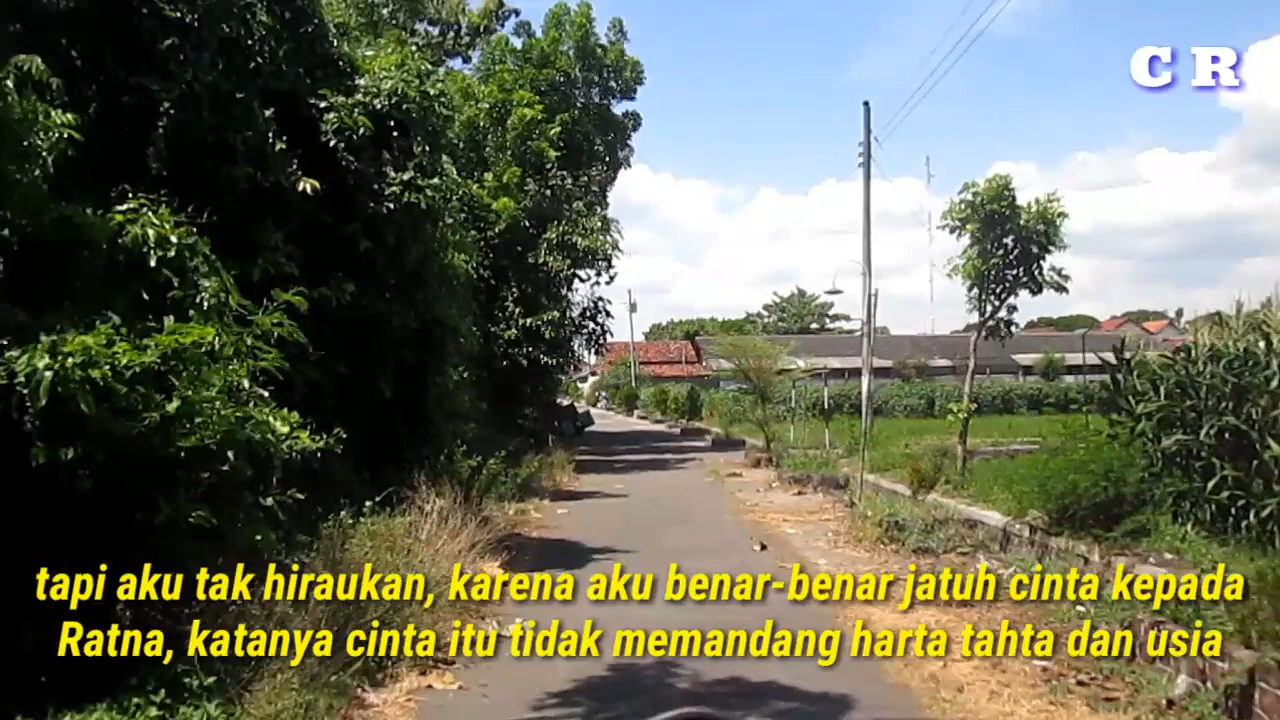 C R
tapi aku tak hiraukan, karena aku benar-benar jatuh cinta kepada
Ratna, katanya cinta itu tidak memandang harta tahta dan usia